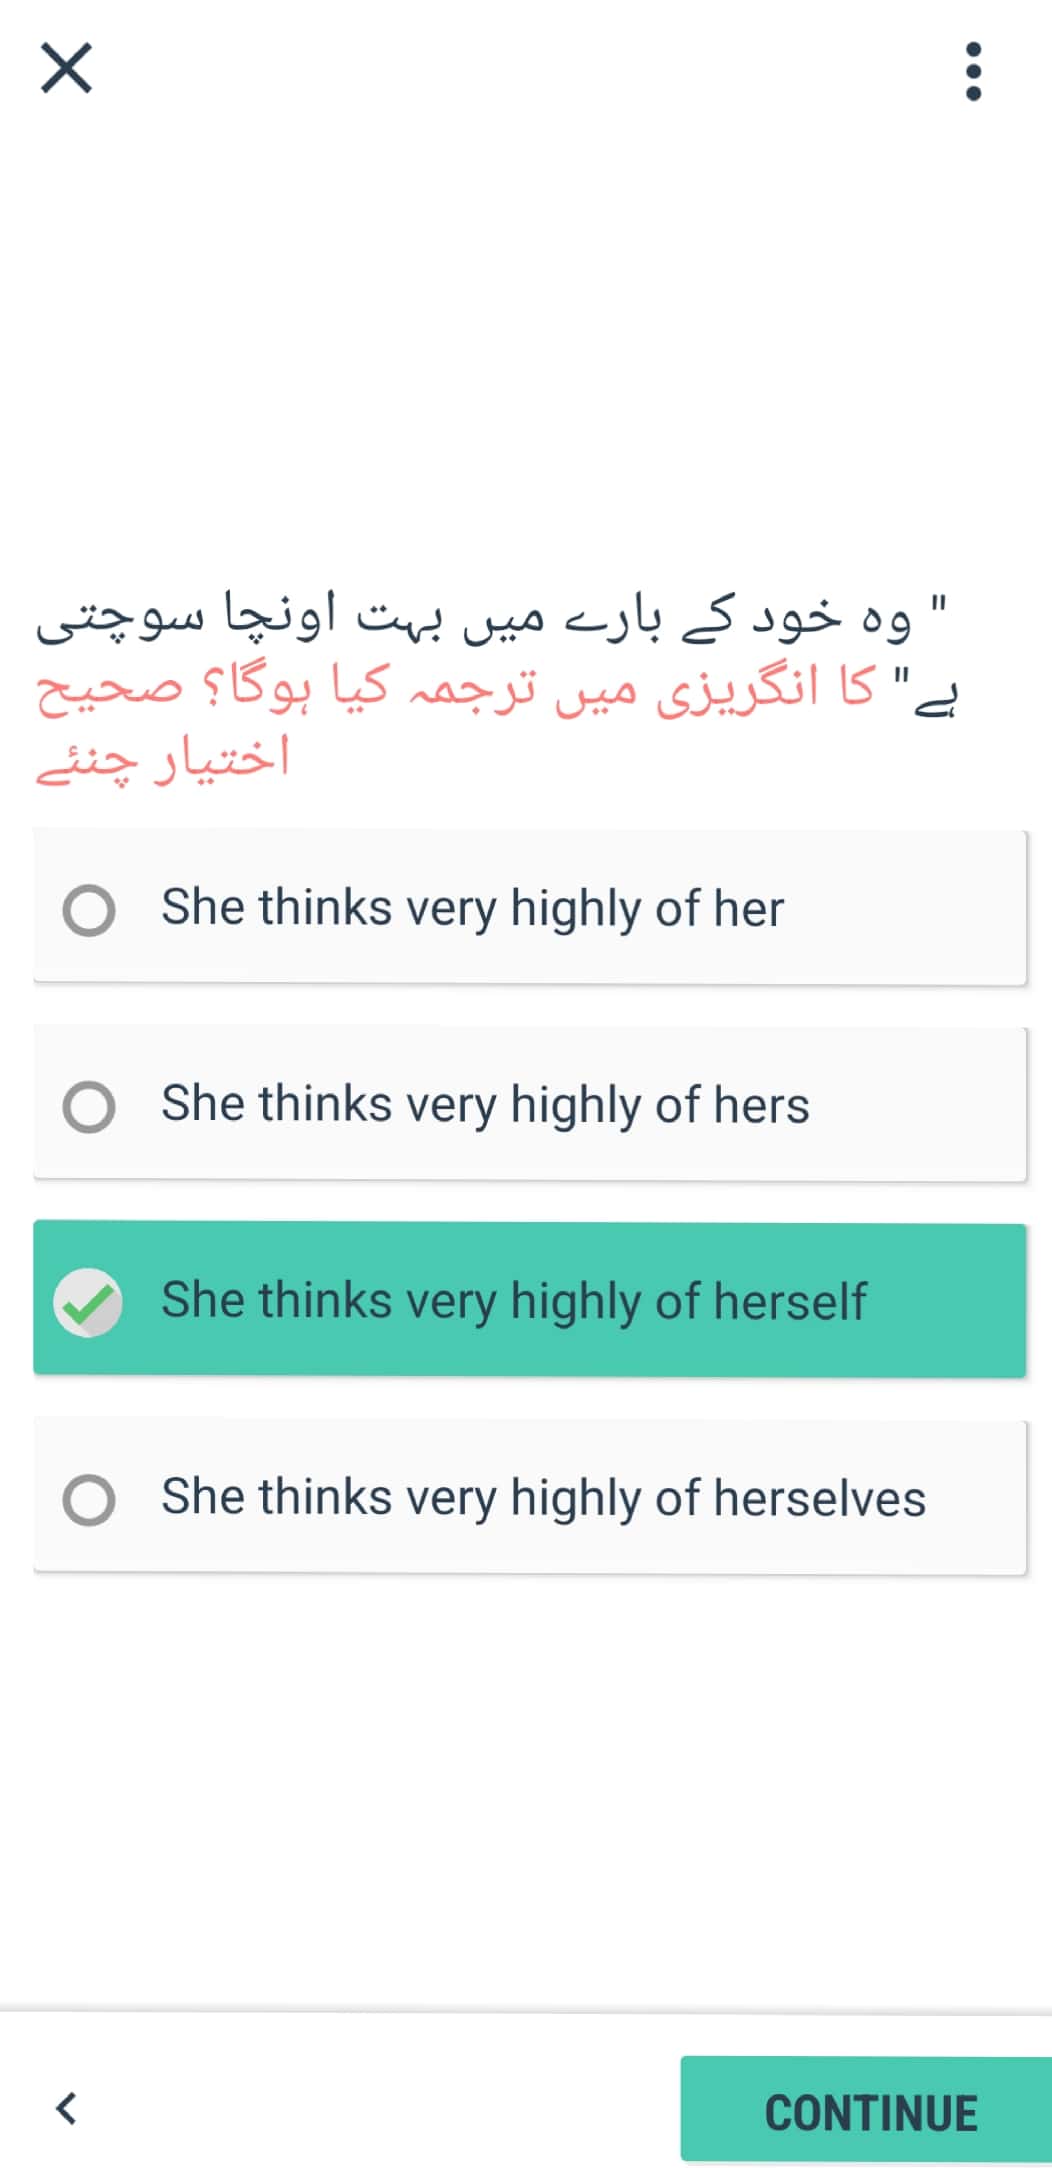 " وہ خود کے بارے میں بہت اونچا سوچتی
ہے" کا انگریزی میں ترجمہ کیا ہوگا؟ صحیح
اختیار چنئے
She thinks very highly of her
She thinks very highly of hers
She thinks very highly of herself
She thinks very highly of herselves
CONTINUE